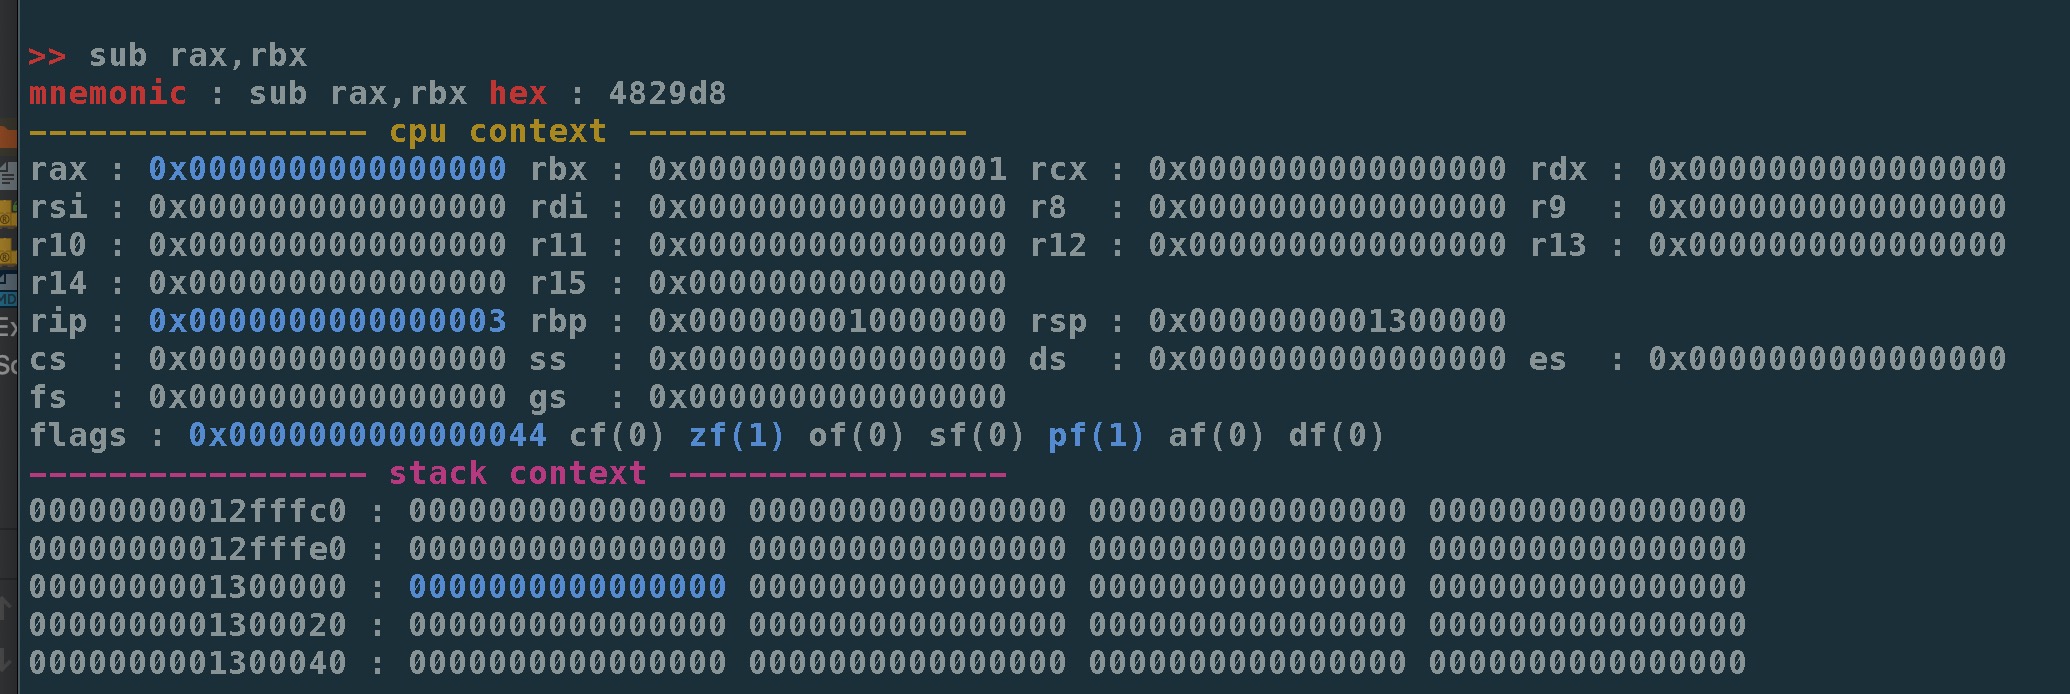 >> sub rax,rbx
mnemonic : sub rax,rbx hex : 4829d8
----------------- cpu context -----------------
rax : 0x0000000000000000 rbx : 0x0000000000000001 rcx : 0x0000000000000000 rdx : 0x0000000000000000
rsi : 0x0000000000000000 rdi : 0x0000000000000000 r8  : 0x0000000000000000 r9  : 0x0000000000000000
r10 : 0x0000000000000000 r11 : 0x0000000000000000 r12 : 0x0000000000000000 r13 : 0x0000000000000000
r14 : 0x0000000000000000 r15 : 0x0000000000000000
rip : 0x0000000000000003 rbp : 0x0000000010000000 rsp : 0x0000000001300000
cs  : 0x0000000000000000 ss  : 0x0000000000000000 ds  : 0x0000000000000000 es  : 0x0000000000000000
fs  : 0x0000000000000000 gs  : 0x0000000000000000
flags : 0x0000000000000044 cf(0) zf(1) of(0) sf(0) pf(1) af(0) df(0)
----------------- stack context -----------------
00000000012fffc0 : 0000000000000000 0000000000000000 0000000000000000 0000000000000000
00000000012fffe0 : 0000000000000000 0000000000000000 0000000000000000 0000000000000000
0000000001300000 : 0000000000000000 0000000000000000 0000000000000000 0000000000000000
0000000001300020 : 0000000000000000 0000000000000000 0000000000000000 0000000000000000
0000000001300040 : 0000000000000000 0000000000000000 0000000000000000 0000000000000000